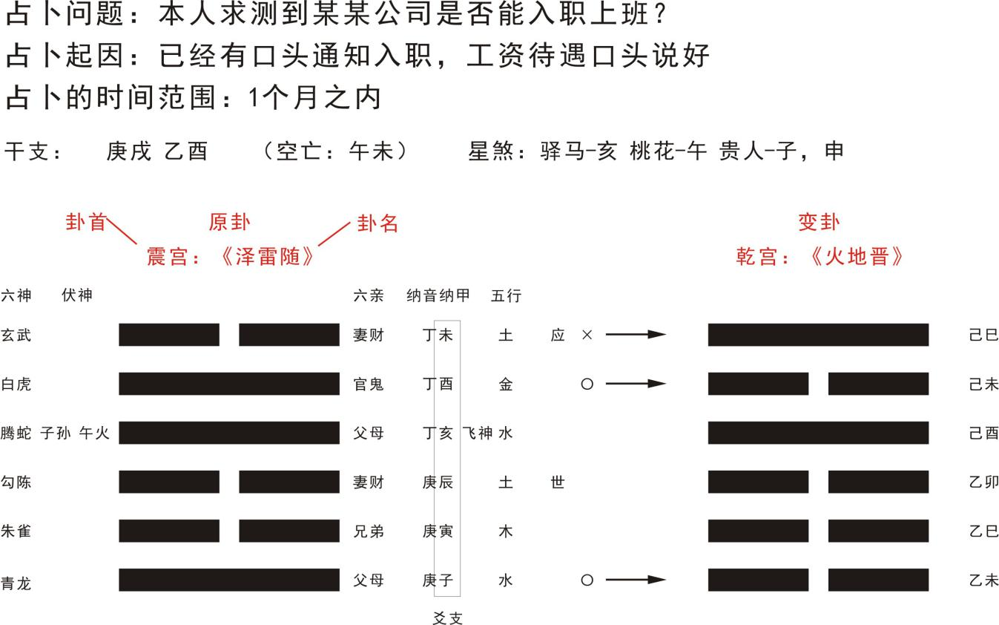 占卜问题：本人求测到某某公司是否能入职上班？
占卜起因：已经有口头通知入职，工资待遇口头说好
占卜的时间范围：1个月之内
干支： 庚戌 乙酉 （空亡：午未） 星煞：驿马-亥 桃花-午 贵人-子，申
卦首 原卦 卦名 变卦
震宫：《泽雷随》 乾宫：《火地晋》
六神 伏神 六亲 纳音纳甲 五行
玄武 妻财 丁未 土 应 × 己巳
白虎 官鬼 丁酉 金 ○ 己未
腾蛇 子孙 午火 父母 丁亥 飞神 水 己酉
勾陈 妻财 庚辰 土 世 乙卯
朱雀 兄弟 庚寅 木 乙巳
青龙 父母 庚子 水 ○ 乙未
爻支